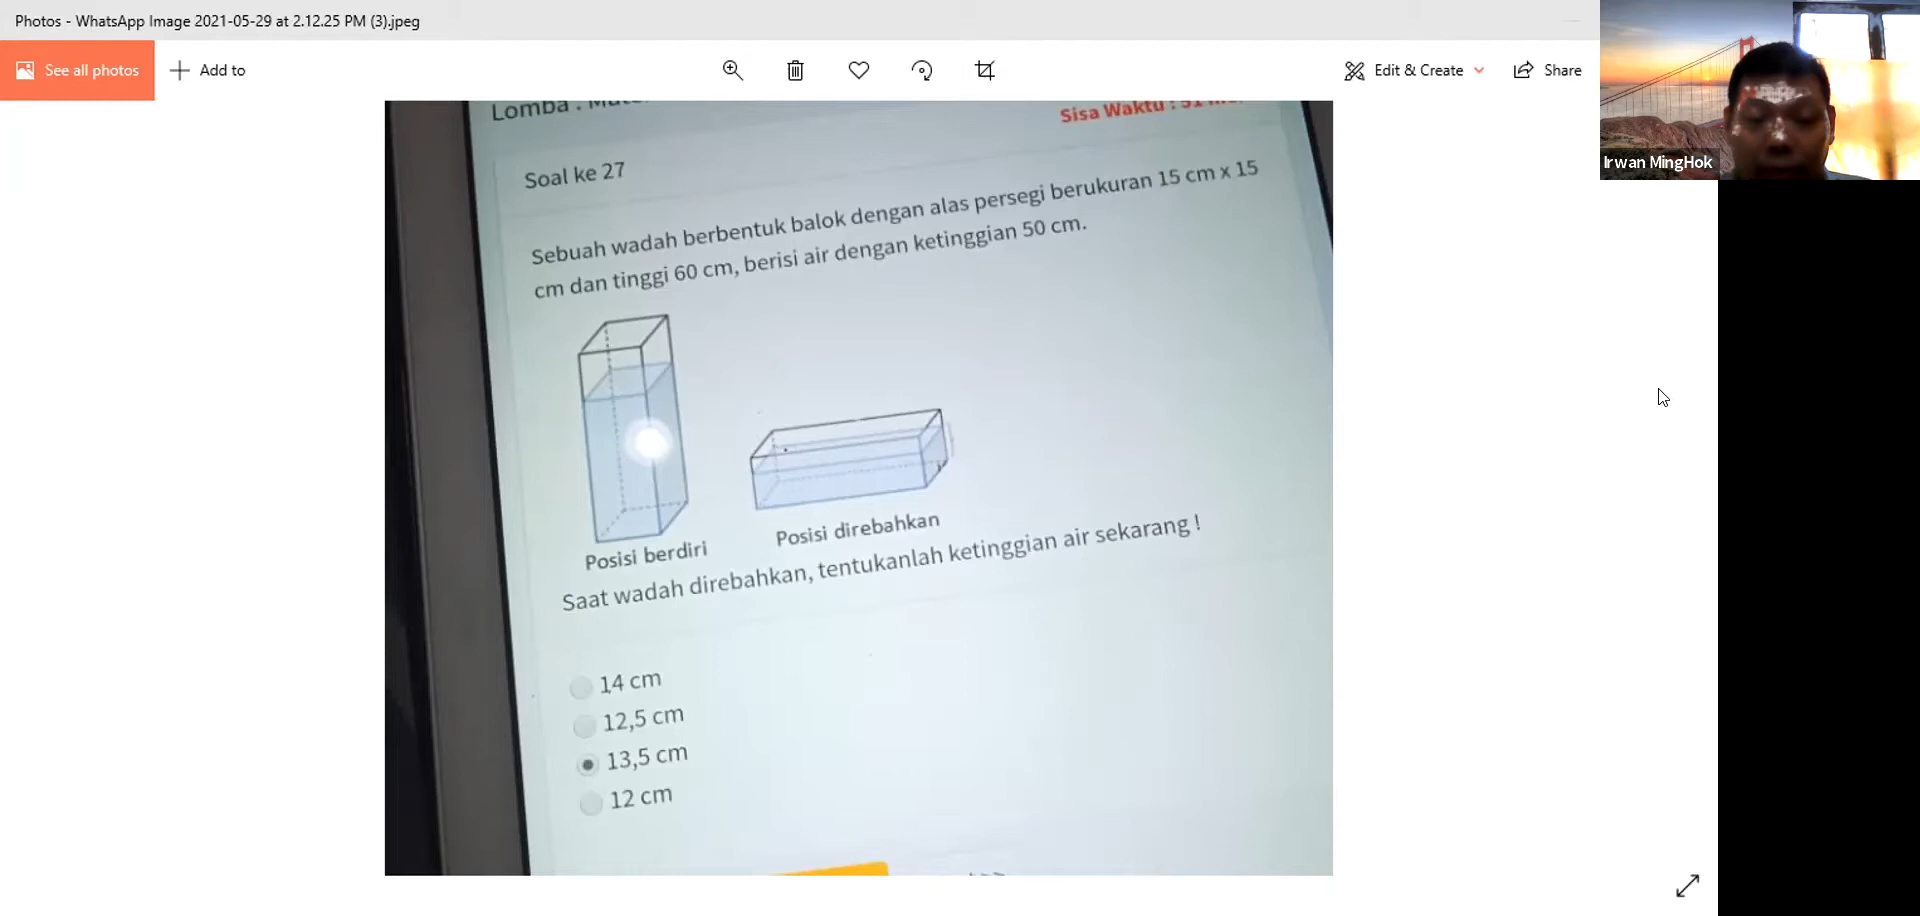 Photos - WhatsApp Image 2021-05-29 at 2.12.25 PM (3).jpeg
See all photos
Add to
Edit & Create
Share
Irwan MingHok
Lomba :
Sisa Waktu : 51
Soal ke 27
Sebuah wadah berbentuk balok dengan alas persegi berukuran 15 cm x 15
cm dan tinggi 60 cm, berisi air dengan ketinggian 50 cm.
Posisi berdiri
Posisi direbahkan
Saat wadah direbahkan, tentukanlah ketinggian air sekarang !
14 cm
12,5 cm
13,5 cm
12 cm